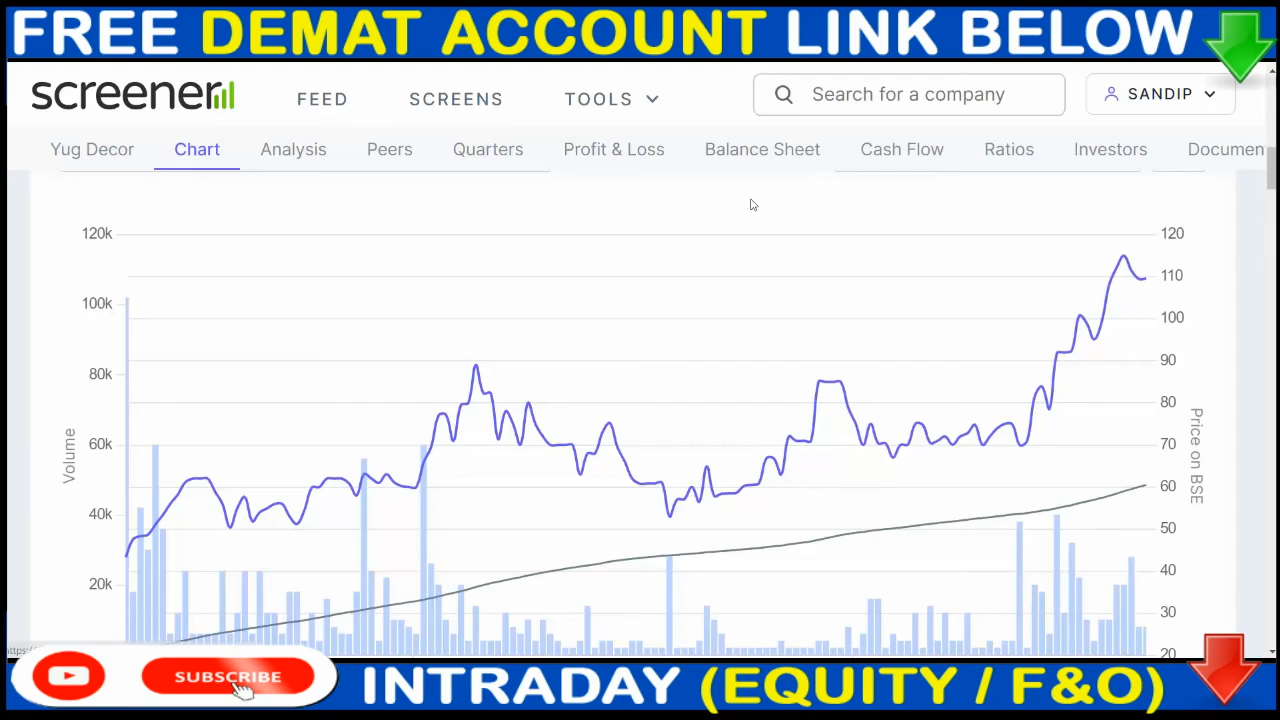 FREE DEMAT ACCOUNT LINK BELOW
screener FEED SCREENS TOOLS Search for a company SANDIP
Yug Decor Chart Analysis Peers Quarters Profit & Loss Balance Sheet Cash Flow Ratios Investors Documen
120k 120
110
100k 100
90
80k
80
60k 70
Volume
Price on BSE
60
40k 50
40
20k
30
20
https:/
SUBSCRIBE
INTRADAY (EQUITY / F&O)